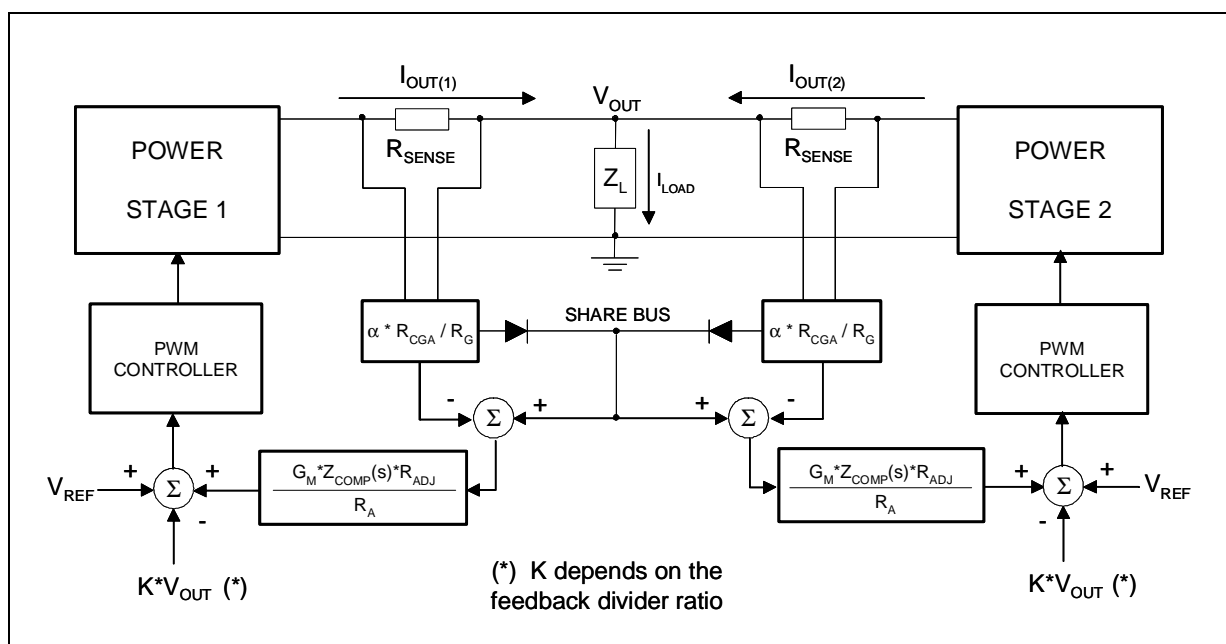 I_OUT(1)
V_OUT
I_OUT(2)
POWER
STAGE 1
R_SENSE
Z_L
I_LOAD
R_SENSE
POWER
STAGE 2
PWM
CONTROLLER
α * R_CGA / R_G
SHARE BUS
α * R_CGA / R_G
PWM
CONTROLLER
- Σ +
+ Σ -
V_REF + Σ + -
G_M*Z_COMP(s)*R_ADJ
R_A
G_M*Z_COMP(s)*R_ADJ
R_A
+ Σ + - V_REF
K*V_OUT (*)
(*) K depends on the
feedback divider ratio
K*V_OUT (*)